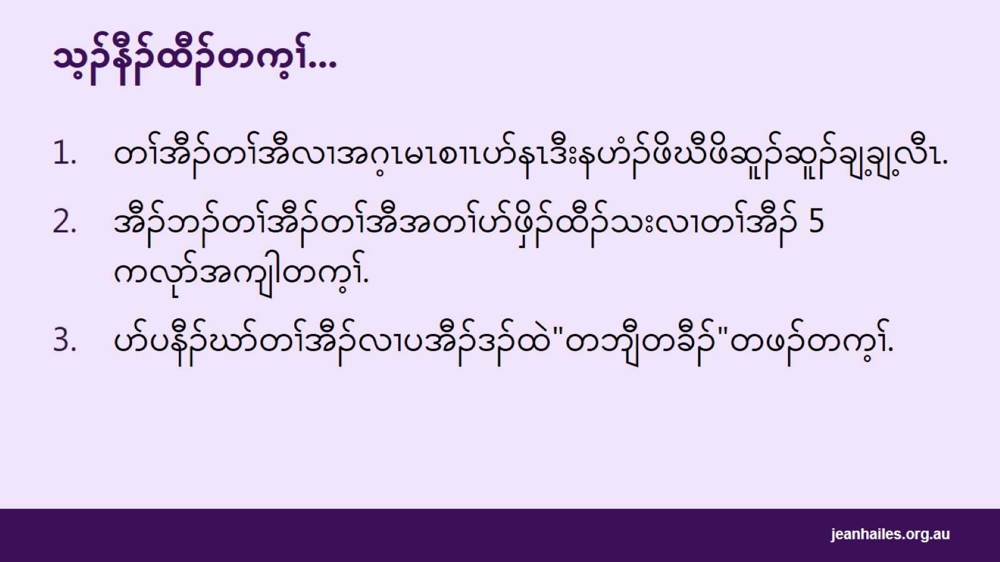 သ့ၣ်နီၣ်ထီၣ်တက့ၢ်...
1. တၢ်အီၣ်တၢ်အီလၢအဂ့ၤမၤစၢၤဟ်နၤဒီးနဟံၣ်ဖိဃီဖိဆူၣ်ဆူၣ်ချ့ချ့လီၤ.
2. အီၣ်ဘၣ်တၢ်အီၣ်တၢ်အီအတၢ်ဟ်ဖှိၣ်ထီၣ်သးလၢတၢ်အီၣ် 5
ကလုာ်အကျါတက့ၢ်.
3. ဟ်ပနီၣ်ဃာ်တၢ်အီၣ်လၢပအီၣ်ဒၣ်ထဲ"တဘျီတခီၣ်"တဖၣ်တက့ၢ်.
jeanhailes.org.au